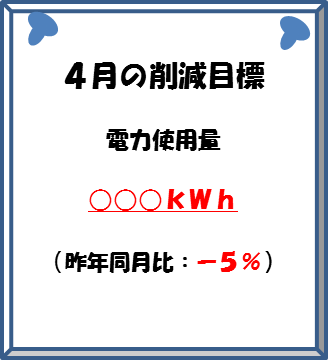 ４月の削減目標
電力使用量
○○○ｋＷｈ
（昨年同月比：－５％）